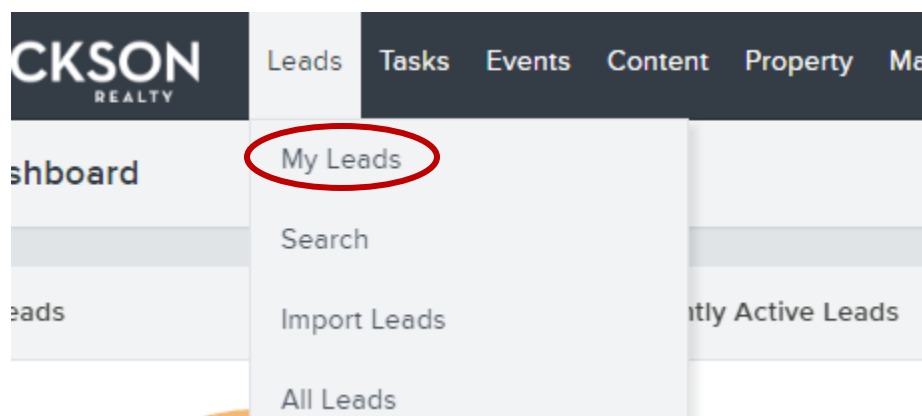 CKSON
REALTY
Leads Tasks Events Content Property Ma
shboard
My Leads
Search
eads
Import Leads
ntly Active Leads
All Leads